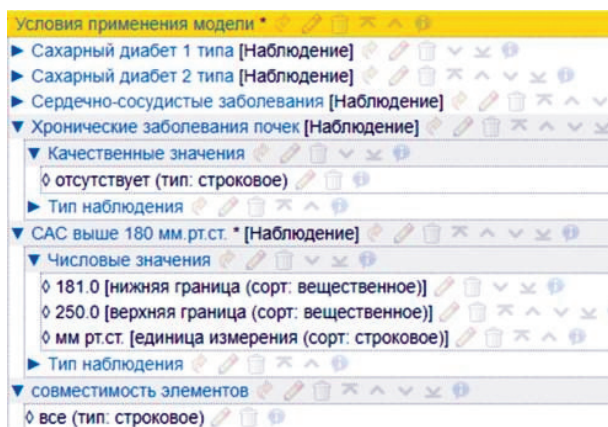 Условия применения модели *
► Сахарный диабет 1 типа [Наблюдение]
► Сахарный диабет 2 типа [Наблюдение]
► Сердечно-сосудистые заболевания [Наблюдение]
▼ Хронические заболевания почек [Наблюдение]
▼ Качественные значения
◊ отсутствует (тип: строковое)
► Тип наблюдения
▼ САС выше 180 мм.рт.ст. * [Наблюдение]
▼ Числовые значения
◊ 181.0 [нижняя граница (сорт: вещественное)]
◊ 250.0 [верхняя граница (сорт: вещественное)]
◊ мм рт.ст. [единица измерения (сорт: строковое)]
► Тип наблюдения
▼ совместимость элементов
◊ все (тип: строковое)